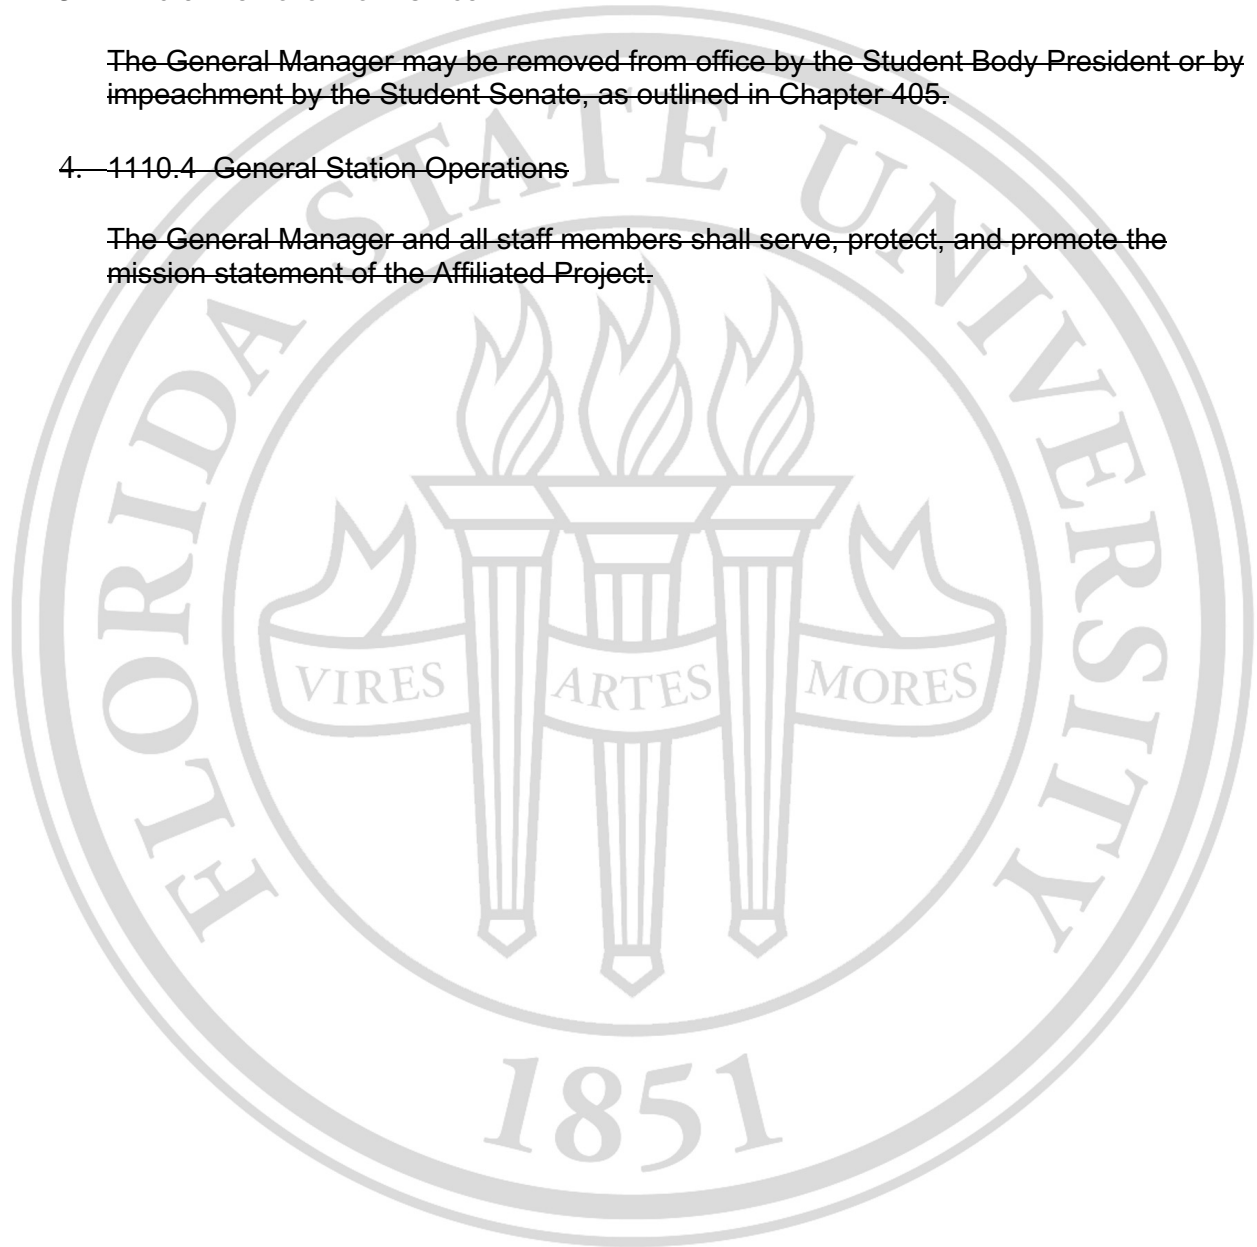 The General Manager may be removed from office by the Student Body President or by
impeachment by the Student Senate, as outlined in Chapter 405.
4. 1110.4 General Station Operations
The General Manager and all staff members shall serve, protect, and promote the
mission statement of the Affiliated Project.
FLORIDA STATE UNIVERSITY
VIRES ARTES MORES
1851